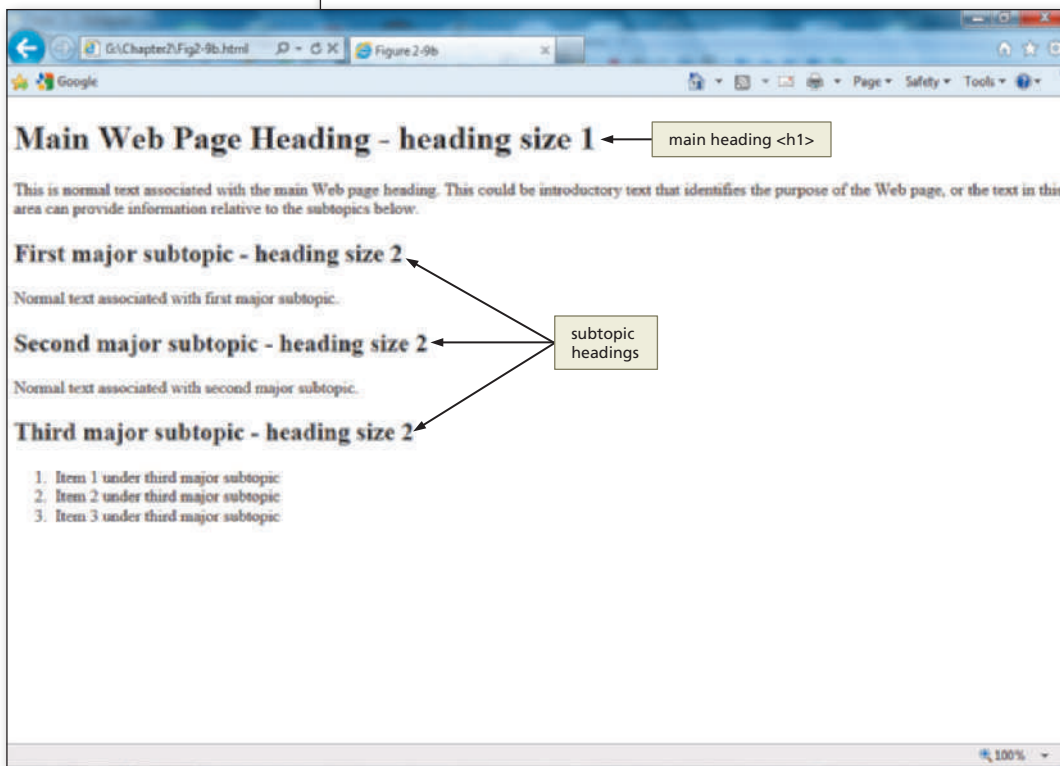 G:\Chapter2\Fig2-9b.html
Figure 2-9b
Google
Page
Safety
Tools
Main Web Page Heading - heading size 1
main heading <h1>
This is normal text associated with the main Web page heading. This could be introductory text that identifies the purpose of the Web page, or the text in this
area can provide information relative to the subtopics below.
First major subtopic - heading size 2
Normal text associated with first major subtopic.
subtopic
headings
Second major subtopic - heading size 2
Normal text associated with second major subtopic.
Third major subtopic - heading size 2
1. Item 1 under third major subtopic
2. Item 2 under third major subtopic
3. Item 3 under third major subtopic
100%